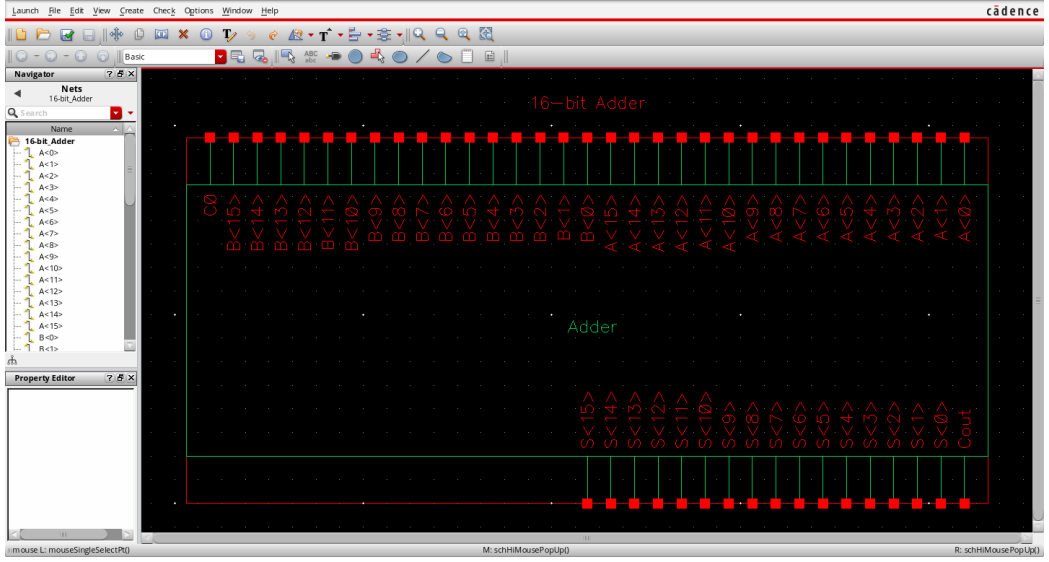 Launch File Edit View Create Check Options Window Help cādence
Basic
ABC
abc
Navigator
Nets
16-bit_Adder
Search
Name
16-bit_Adder
A<0>
A<1>
A<2>
A<3>
A<4>
A<5>
A<6>
A<7>
A<8>
A<9>
A<10>
A<11>
A<12>
A<13>
A<14>
A<15>
B<0>
B<1>
Property Editor
16-bit Adder
C0 B<15> B<14> B<13> B<12> B<11> B<10> B<9> B<8> B<7> B<6> B<5> B<4> B<3> B<2> B<1> B<0> A<15> A<14> A<13> A<12> A<11> A<10> A<9> A<8> A<7> A<6> A<5> A<4> A<3> A<2> A<1> A<0>
Adder
S<15> S<14> S<13> S<12> S<11> S<10> S<9> S<8> S<7> S<6> S<5> S<4> S<3> S<2> S<1> S<0> Cout
mouse L: mouseSingleSelectPt() M: schHiMousePopUp() R: schHiMousePopUp()